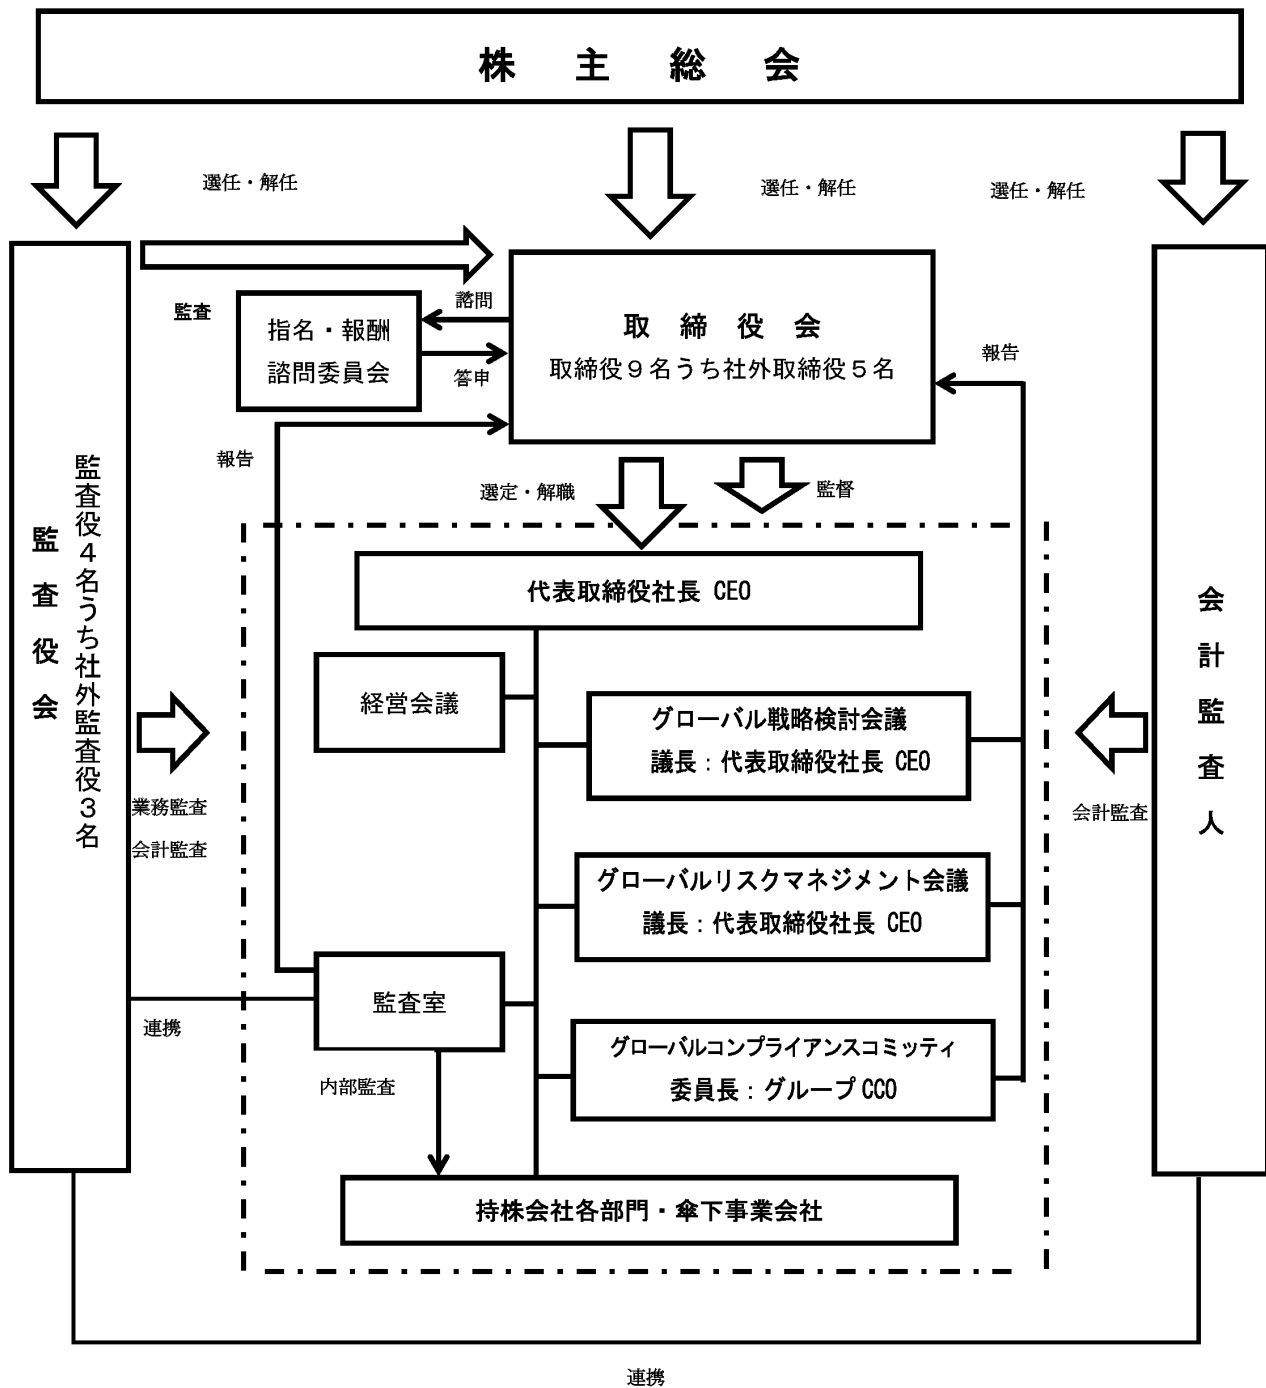 株主総会
選任・解任
選任・解任
選任・解任
監査
諮問
指名・報酬
諮問委員会
答申
取締役会
取締役９名うち社外取締役５名
報告
報告
選定・解職
監督
監査役会
監査役４名うち社外監査役３名
代表取締役社長 CEO
経営会議
グローバル戦略検討会議
議長：代表取締役社長 CEO
会計監査人
業務監査
会計監査
会計監査
グローバルリスクマネジメント会議
議長：代表取締役社長 CEO
監査室
連携
グローバルコンプライアンスコミッティ
委員長：グループ CCO
内部監査
持株会社各部門・傘下事業会社
連携